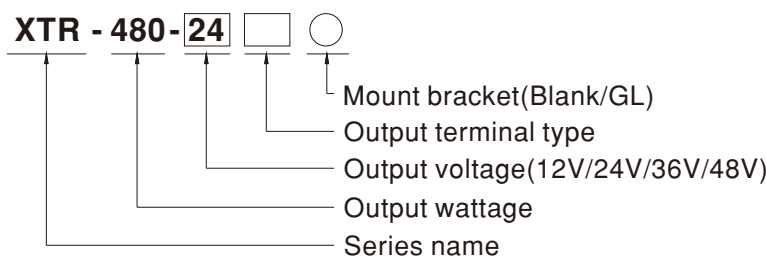 XTR - 480 - 24
Mount bracket(Blank/GL)
Output terminal type
Output voltage(12V/24V/36V/48V)
Output wattage
Series name